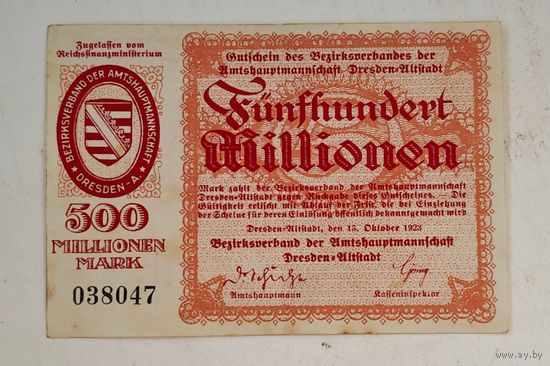 Zugelassen vom
Reichsfinanzministerium
BEZIRKSVERBAND DER AMTSHAUPTMANNSCHAFT
DRESDEN-A.
500
MILLIONEN
MARK
038047
Gutschein des Bezirksverbandes der
Amtshauptmannschaft Dresden-Altstadt
Fünfhundert
Millionen
Mark zahlt der Bezirksverband der Amtshauptmannschaft
Dresden-Altstadt gegen Rückgabe dieses Gutscheines. — Die
Gültigkeit erlischt mit Ablauf der Frist, die bei Einziehung
der Scheine für deren Einlösung öffentlich bekanntgemacht wird
Dresden-Altstadt, den 15. Oktober 1923
Bezirksverband der Amtshauptmannschaft
Dresden-Altstadt
Amtshauptmann
Kasseninspektor
www.ay.by